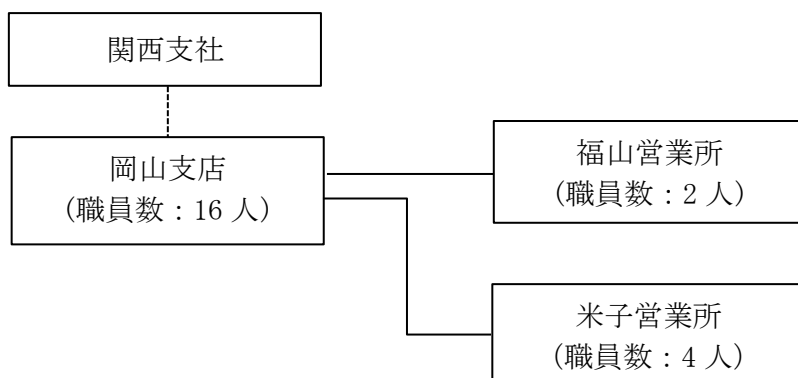 関西支社
岡山支店
(職員数：16 人)
福山営業所
(職員数：2 人)
米子営業所
(職員数：4 人)